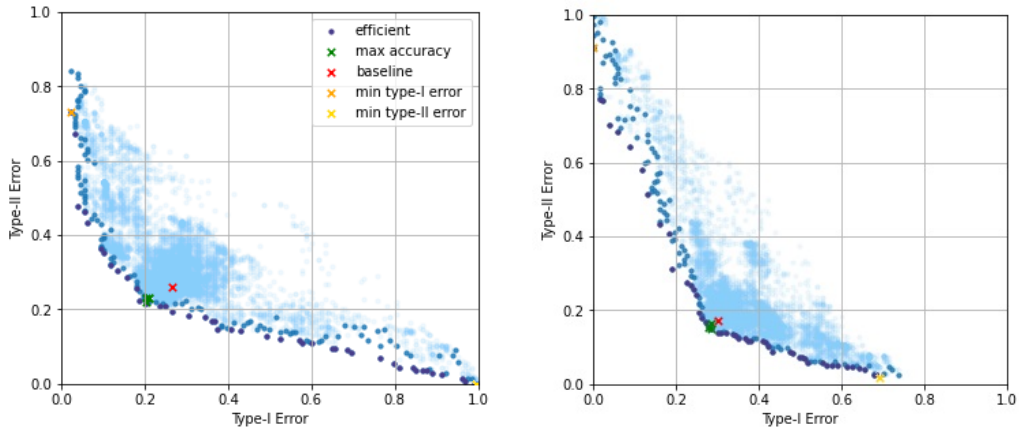 1.0
0.8
0.6
0.4
0.2
0.0
Type-II Error
0.0 0.2 0.4 0.6 0.8 1.0
Type-I Error
efficient
max accuracy
baseline
min type-I error
min type-II error
1.0
0.8
0.6
0.4
0.2
0.0
Type-II Error
0.0 0.2 0.4 0.6 0.8 1.0
Type-I Error